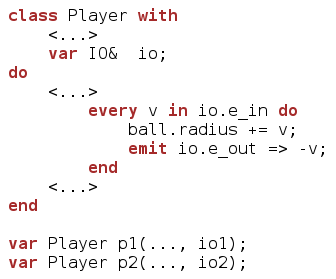 class Player with
    <...>
    var IO&  io;
do
    <...>
        every v in io.e_in do
            ball.radius += v;
            emit io.e_out => -v;
        end
    <...>
end

var Player p1(..., io1);
var Player p2(..., io2);